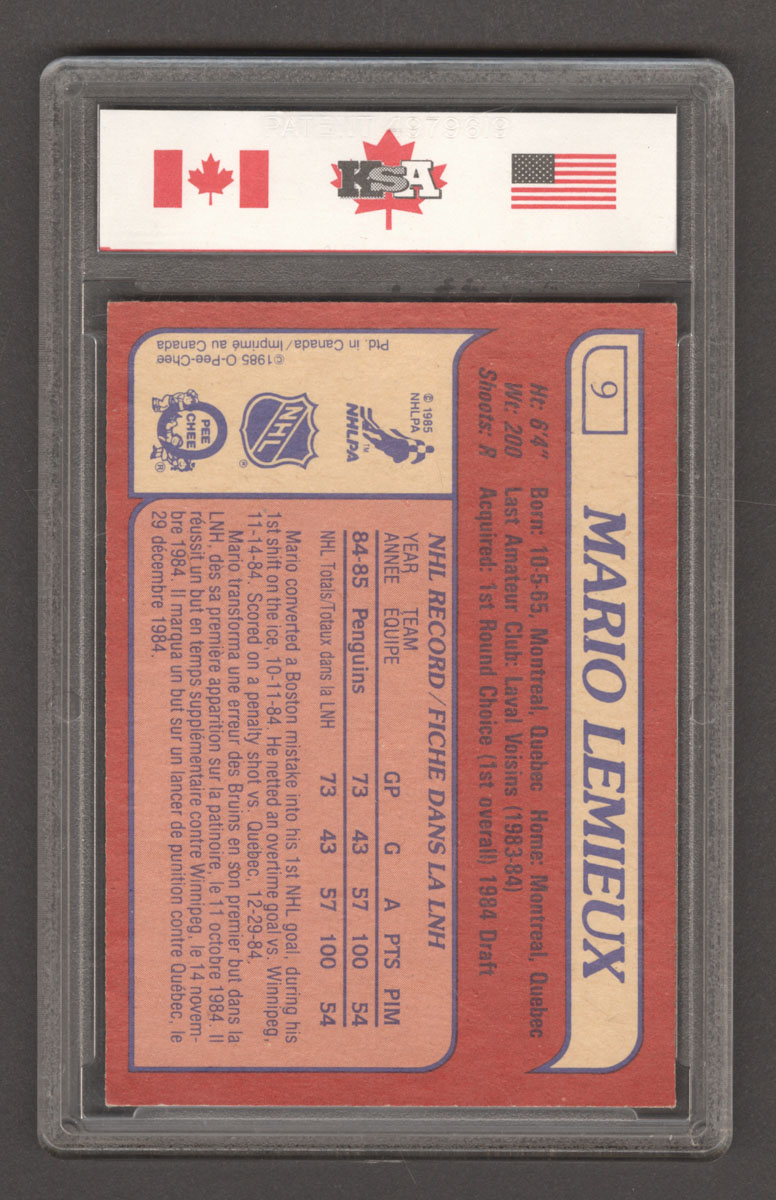 PATENT 4979619
KSA
9
MARIO LEMIEUX
Ht: 6'4" Born: 10-5-65, Montreal, Quebec Home: Montreal, Quebec
Wt: 200 Last Amateur Club: Laval Voisins (1983-84)
Shoots: R Acquired: 1st Round Choice (1st overall) 1984 Draft
© 1985
NHLPA
NHLPA
TM
NHL
®
PEE
CHEE
®
©1985 O-Pee-Chee
Ptd. in Canada/Imprimé au Canada
NHL RECORD/FICHE DANS LA LNH
YEAR TEAM GP G A PTS PIM
ANNÉE ÉQUIPE
84-85 Penguins 73 43 57 100 54
NHL Totals/Totaux dans la LNH 73 43 57 100 54
Mario converted a Boston mistake into his 1st NHL goal, during his
1st shift on the ice, 10-11-84. He netted an overtime goal vs. Winnipeg,
11-14-84. Scored on a penalty shot vs. Quebec, 12-29-84.
Mario transforma une erreur des Bruins en son premier but dans la
LNH, dès sa première apparition sur la patinoire, le 11 octobre 1984. Il
réussit un but en temps supplémentaire contre Winnipeg, le 14 novem-
bre 1984. Il marqua un but sur un lancer de punition contre Québec, le
29 décembre 1984.